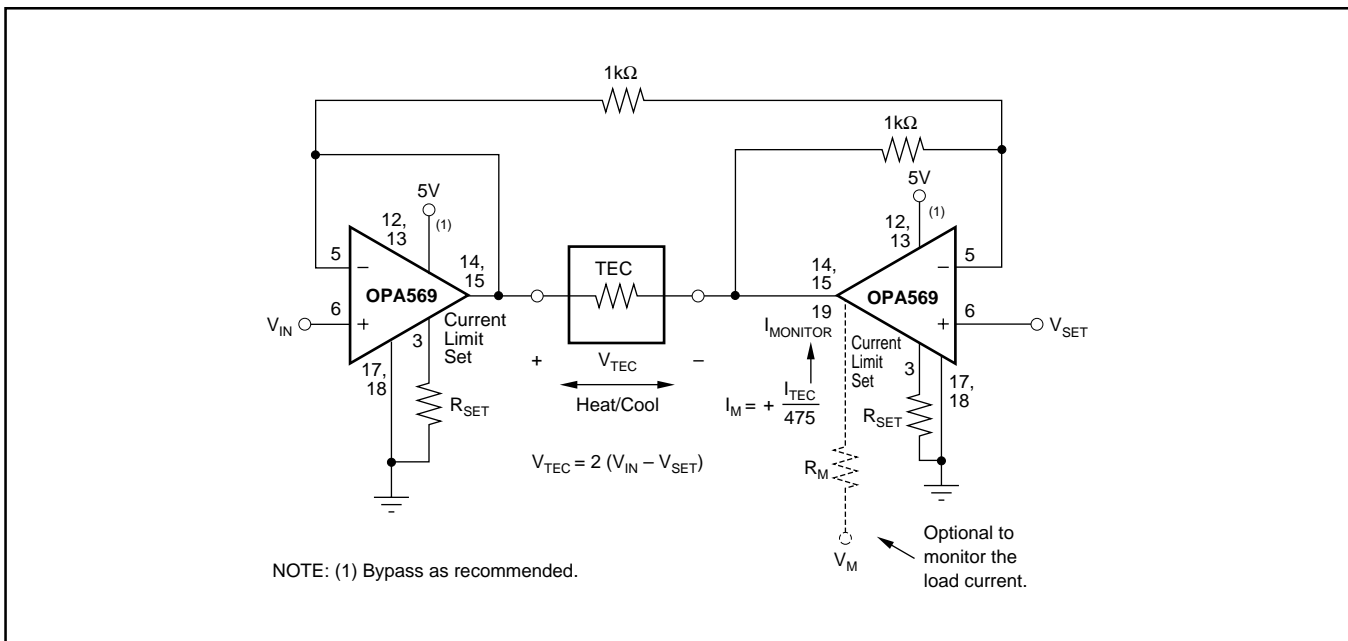 1kΩ
1kΩ
5V
(1)
12,
13
5
−
14,
15
OPA569
6
+
V_IN
Current
Limit
Set
3
17,
18
R_SET
TEC
+
V_TEC
−
Heat/Cool
V_TEC = 2 (V_IN – V_SET)
5V
(1)
12,
13
5
−
14,
15
OPA569
19
6
+
V_SET
I_MONITOR
Current
Limit
Set
3
17,
18
R_SET
I_M = + I_TEC
475
R_M
V_M
Optional to
monitor the
load current.
NOTE: (1) Bypass as recommended.